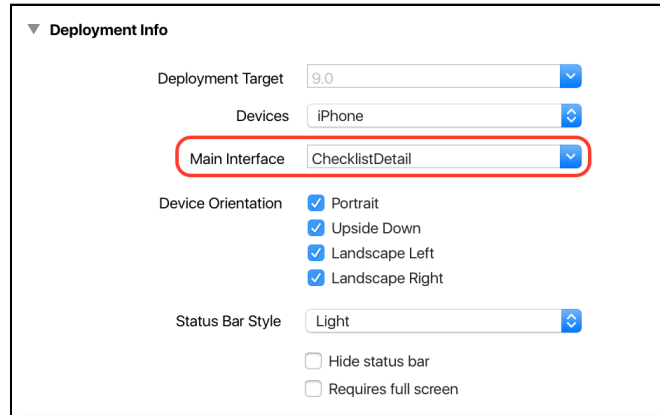 Deployment Info
Deployment Target 9.0
Devices iPhone
Main Interface ChecklistDetail
Device Orientation Portrait
Upside Down
Landscape Left
Landscape Right
Status Bar Style Light
Hide status bar
Requires full screen